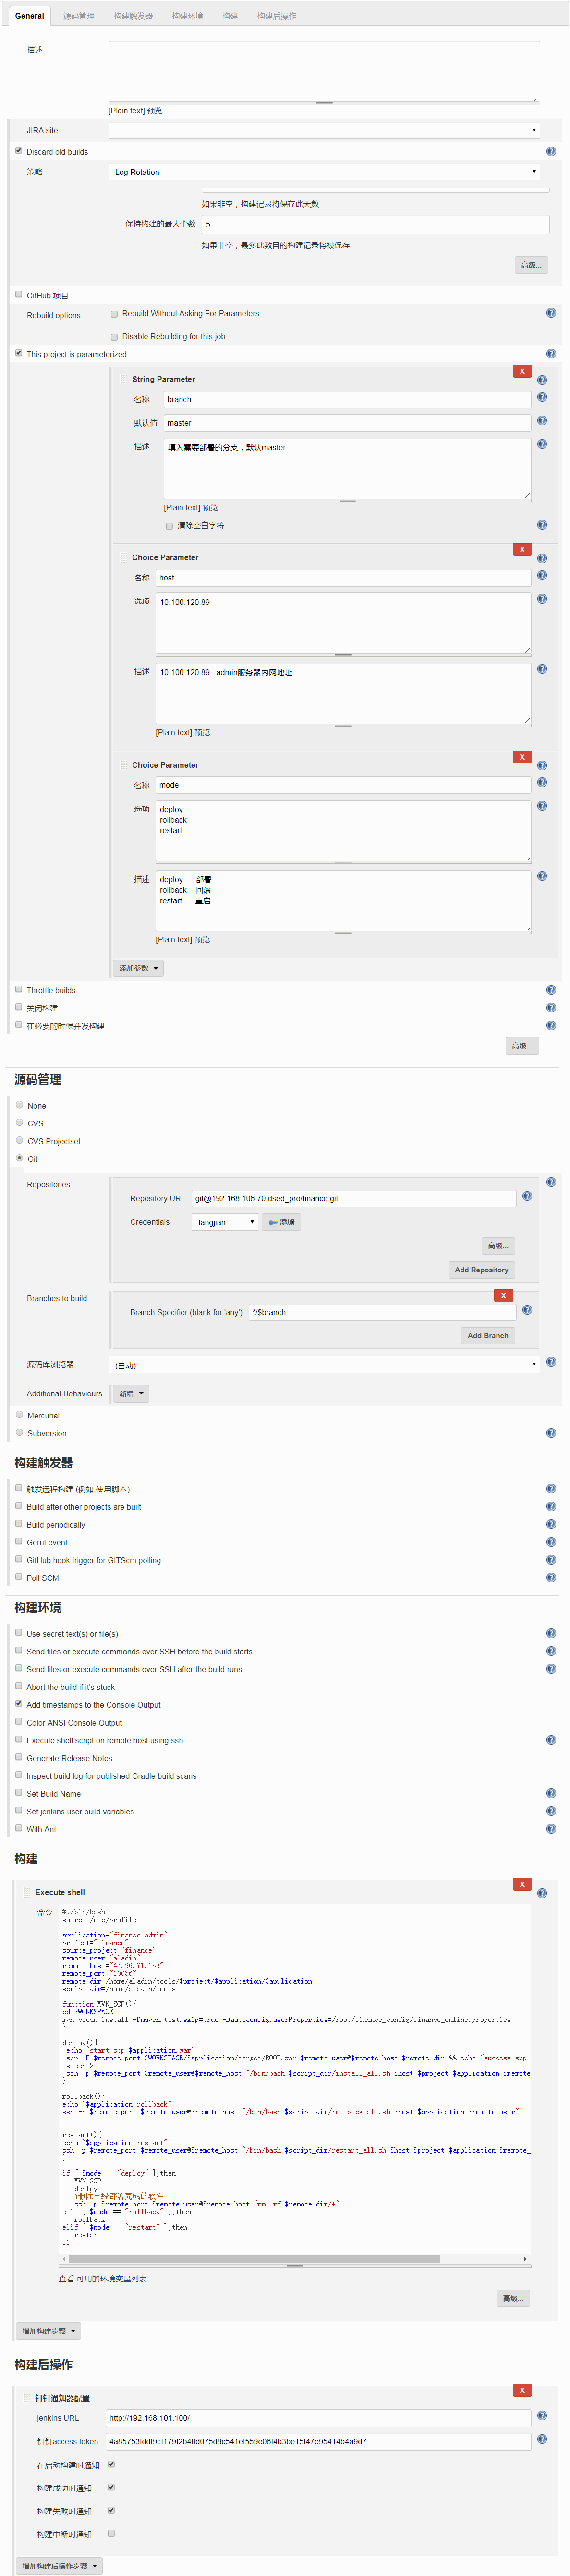 General 源码管理 构建触发器 构建环境 构建 构建后操作
描述
[Plain text] 预览
JIRA site
Discard old builds
策略 Log Rotation
如果非空，构建记录将保存此天数
保持构建的最大个数 5
如果非空，最多此数目的构建记录将被保存
高级...
GitHub 项目
Rebuild options: Rebuild Without Asking For Parameters
Disable Rebuilding for this job
This project is parameterized
X
String Parameter
名称 branch
默认值 master
描述 填入需要部署的分支，默认master
[Plain text] 预览
清除空白字符
X
Choice Parameter
名称 host
选项 10.100.120.89
描述 10.100.120.89 admin服务器内网地址
[Plain text] 预览
X
Choice Parameter
名称 mode
选项 deploy
rollback
restart
描述 deploy 部署
rollback 回滚
restart 重启
[Plain text] 预览
添加参数
Throttle builds
关闭构建
在必要的时候并发构建
高级...
源码管理
None
CVS
CVS Projectset
Git
Repositories
Repository URL git@192.168.106.70:dsed_pro/finance.git
Credentials fangjian 添加
高级...
Add Repository
X
Branches to build
Branch Specifier (blank for 'any') */$branch
Add Branch
源码库浏览器 (自动)
Additional Behaviours 新增
Mercurial
Subversion
构建触发器
触发远程构建 (例如,使用脚本)
Build after other projects are built
Build periodically
Gerrit event
GitHub hook trigger for GITScm polling
Poll SCM
构建环境
Use secret text(s) or file(s)
Send files or execute commands over SSH before the build starts
Send files or execute commands over SSH after the build runs
Abort the build if it's stuck
Add timestamps to the Console Output
Color ANSI Console Output
Execute shell script on remote host using ssh
Generate Release Notes
Inspect build log for published Gradle build scans
Set Build Name
Set jenkins user build variables
With Ant
构建
X
Execute shell
命令 #!/bin/bash
source /etc/profile
application="finance-admin"
project="finance"
source_project="finance"
remote_user="aladin"
remote_host="47.96.71.153"
remote_port="10036"
remote_dir=/home/aladin/tools/$project/$application/$application
script_dir=/home/aladin/tools
function MVN_SCP(){
cd $WORKSPACE
mvn clean install -Dmaven.test.skip=true -Dautoconfig.userProperties=/root/finance_config/finance_online.properties
}
deploy(){
echo "start scp $application.war"
scp -P $remote_port $WORKSPACE/$application/target/ROOT.war $remote_user@$remote_host:$remote_dir && echo "success scp
sleep 2
ssh -p $remote_port $remote_user@$remote_host "/bin/bash $script_dir/install_all.sh $host $project $application $remote
}
rollback(){
echo "$application rollback"
ssh -p $remote_port $remote_user@$remote_host "/bin/bash $script_dir/rollback_all.sh $host $application $remote_user"
}
restart(){
echo "$application restart"
ssh -p $remote_port $remote_user@$remote_host "/bin/bash $script_dir/restart_all.sh $host $project $application $remote_
}
if [ $mode == "deploy" ];then
MVN_SCP
deploy
#删除已经部署完成的软件
ssh -p $remote_port $remote_user@$remote_host "rm -rf $remote_dir/*"
elif [ $mode == "rollback" ];then
rollback
elif [ $mode == "restart" ];then
restart
fi
查看 可用的环境变量列表
高级...
增加构建步骤
构建后操作
X
钉钉通知器配置
jenkins URL http://192.168.101.100/
钉钉access token 4a85753fddf9cf179f2b4ffd075d8c541ef559e06f4b3be15f47e95414b4a9d7
在启动构建时通知
构建成功时通知
构建失败时通知
构建中断时通知
增加构建后操作步骤